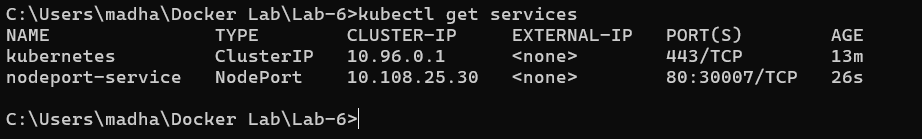 C:\Users\madha\Docker Lab\Lab-6>kubectl get services
NAME                TYPE        CLUSTER-IP     EXTERNAL-IP   PORT(S)        AGE
kubernetes          ClusterIP   10.96.0.1      <none>        443/TCP        13m
nodeport-service    NodePort    10.108.25.30   <none>        80:30007/TCP   26s
C:\Users\madha\Docker Lab\Lab-6>